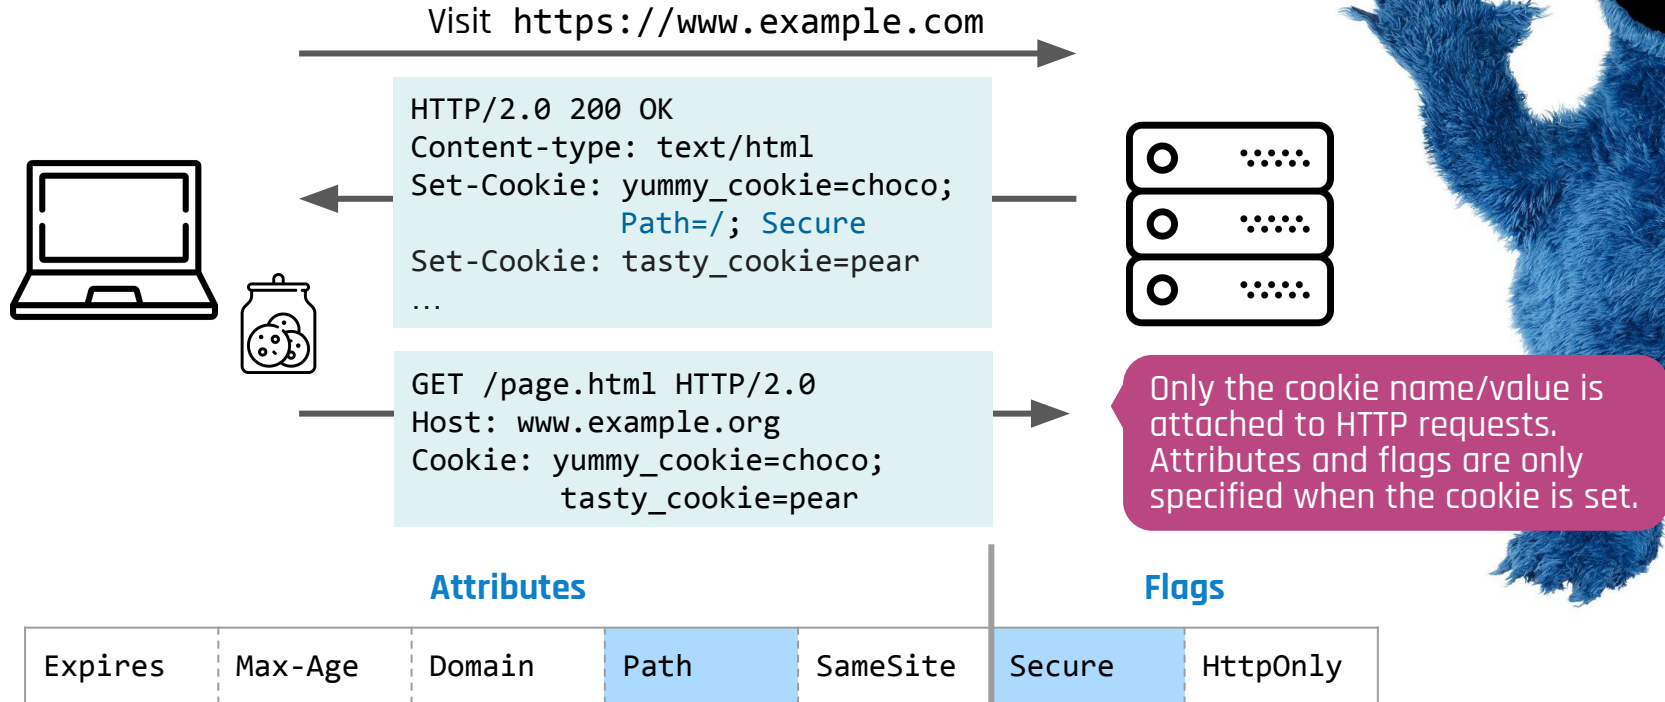 Visit https://www.example.com
HTTP/2.0 200 OK
Content-type: text/html
Set-Cookie: yummy_cookie=choco;
Path=/; Secure
Set-Cookie: tasty_cookie=pear
…
GET /page.html HTTP/2.0
Host: www.example.org
Cookie: yummy_cookie=choco;
tasty_cookie=pear
Only the cookie name/value is
attached to HTTP requests.
Attributes and flags are only
specified when the cookie is set.
Attributes Flags
Expires Max-Age Domain Path SameSite Secure HttpOnly